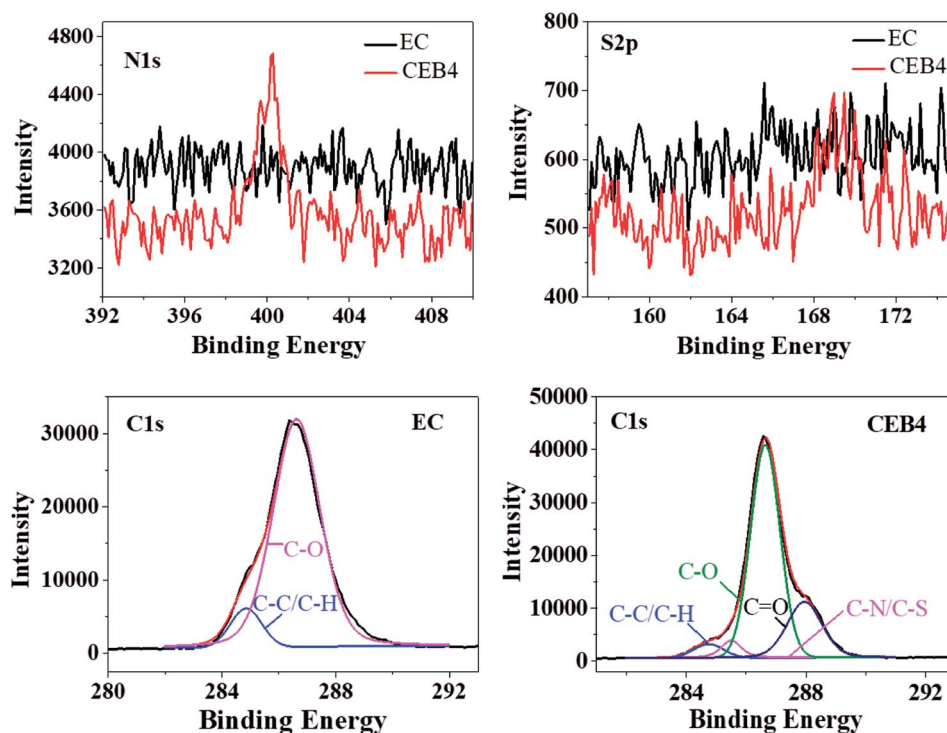 N1s
EC
CEB4
4800
4400
4000
3600
3200
Intensity
392 396 400 404 408
Binding Energy
S2p
EC
CEB4
800
700
600
500
400
Intensity
160 164 168 172
Binding Energy
C1s
EC
30000
20000
10000
0
Intensity
C-O
C-C/C-H
280 284 288 292
Binding Energy
C1s
CEB4
50000
40000
30000
20000
10000
0
Intensity
C-O
C=O
C-C/C-H
C-N/C-S
284 288 292
Binding Energy